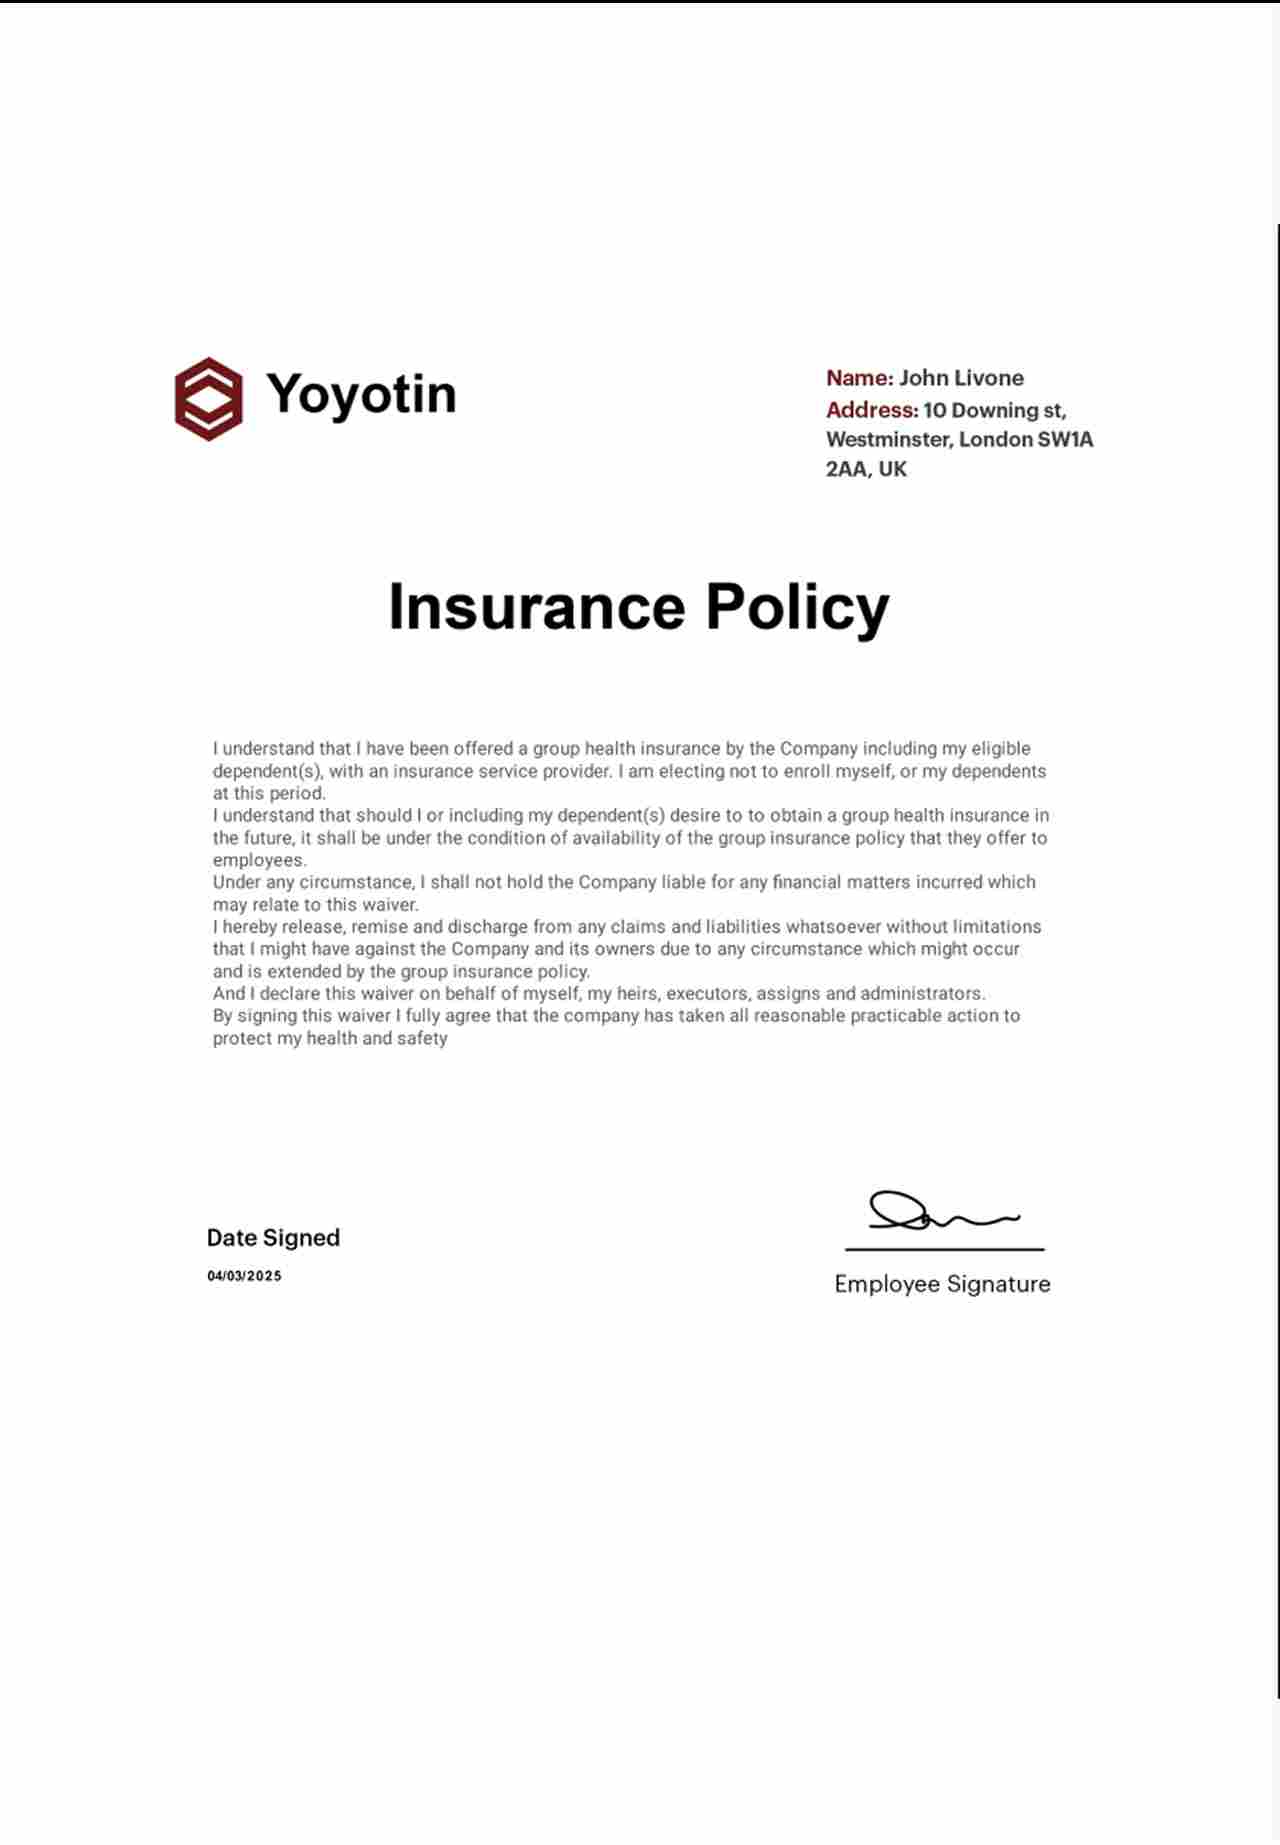 Yoyotin
Name: John Livone
Address: 10 Downing st,
Westminster, London SW1A
2AA, UK
Insurance Policy
I understand that I have been offered a group health insurance by the Company including my eligible
dependent(s), with an insurance service provider. I am electing not to enroll myself, or my dependents
at this period.
I understand that should I or including my dependent(s) desire to to obtain a group health insurance in
the future, it shall be under the condition of availability of the group insurance policy that they offer to
employees.
Under any circumstance, I shall not hold the Company liable for any financial matters incurred which
may relate to this waiver.
I hereby release, remise and discharge from any claims and liabilities whatsoever without limitations
that I might have against the Company and its owners due to any circumstance which might occur
and is extended by the group insurance policy.
And I declare this waiver on behalf of myself, my heirs, executors, assigns and administrators.
By signing this waiver I fully agree that the company has taken all reasonable practicable action to
protect my health and safety
Date Signed
04/03/2025
Employee Signature